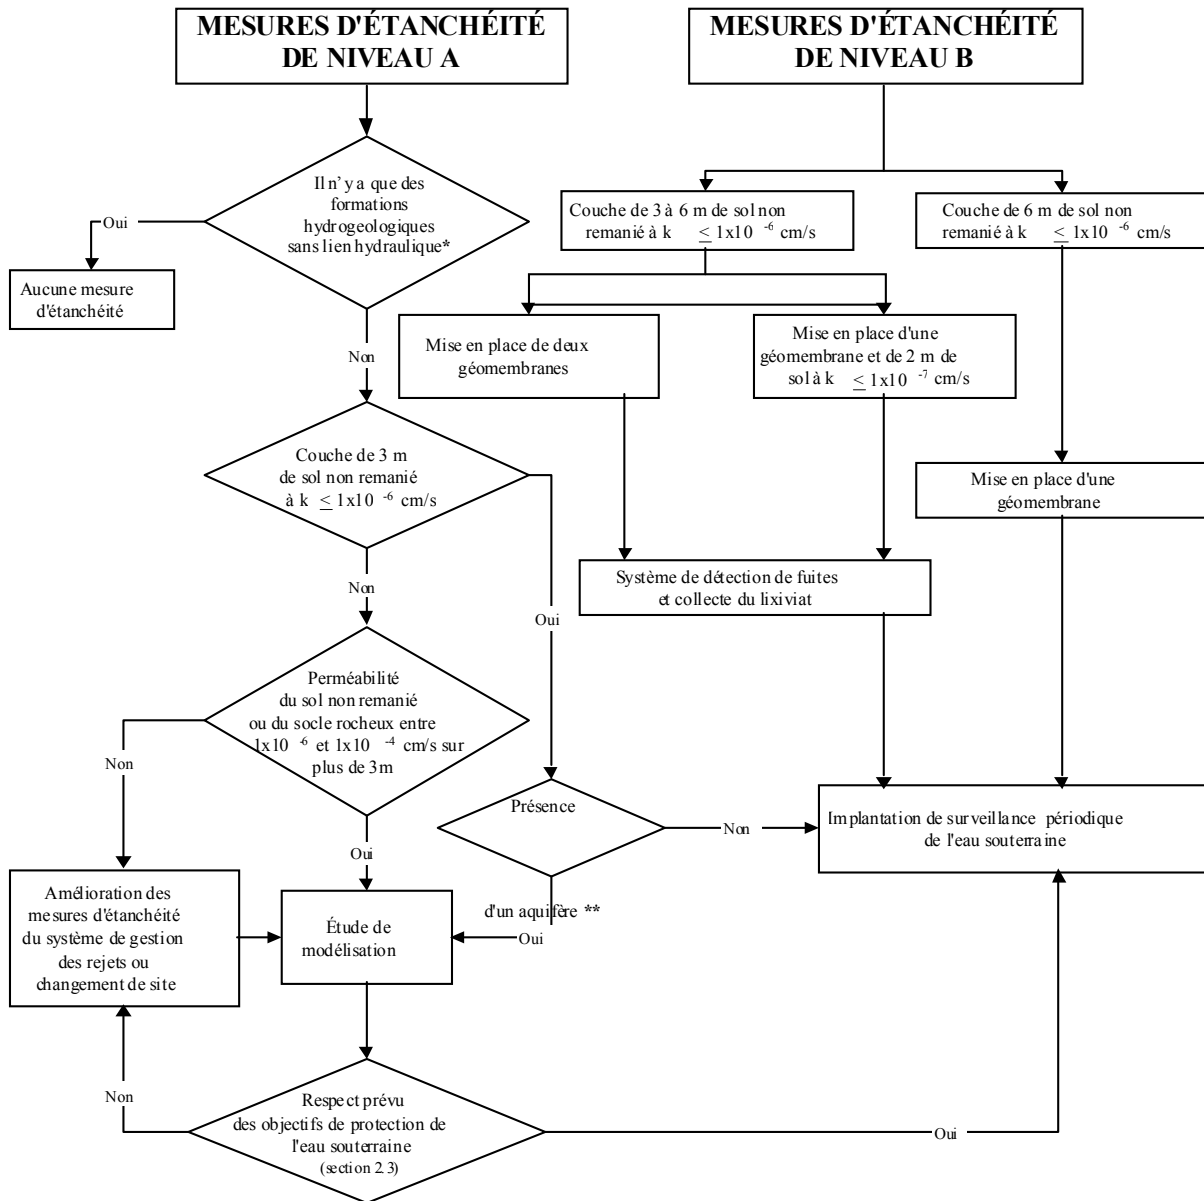 MESURES D'ÉTANCHÉITÉ
DE NIVEAU A
MESURES D'ÉTANCHÉITÉ
DE NIVEAU B
Il n'y a que des
formations
hydrogeologiques
sans lien hydraulique*
Oui
Aucune mesure
d'étanchéité
Non
Couche de 3 à 6 m de sol non
remanié à k ≤ 1x10 -6 cm/s
Couche de 6 m de sol non
remanié à k ≤ 1x10 -6 cm/s
Mise en place de deux
géomembranes
Mise en place d'une
géomembrane et de 2 m de
sol à k ≤ 1x10 -7 cm/s
Couche de 3 m
de sol non remanié
à k ≤ 1x10 -6 cm/s
Mise en place d'une
géomembrane
Système de détection de fuites
et collecte du lixiviat
Non
Oui
Perméabilité
du sol non remanié
ou du socle rocheux entre
1x10 -6 et 1x10 -4 cm/s sur
plus de 3m
Non
Oui
Présence
d'un aquifère **
Non
Oui
Implantation de surveillance périodique
de l'eau souterraine
Amélioration des
mesures d'étanchéité
du système de gestion
des rejets ou
changement de site
Étude de
modélisation
Respect prévu
des objectifs de protection de
l'eau souterraine
(section 2.3)
Non
Oui